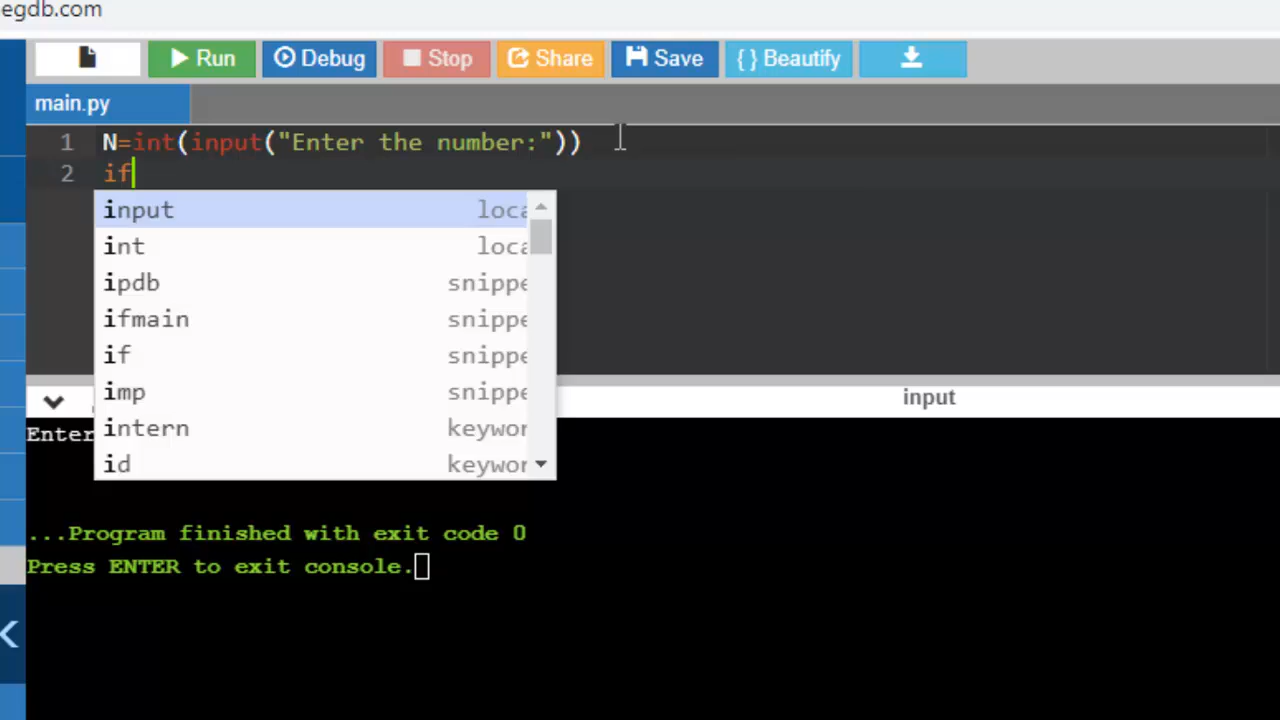 egdb.com
Run Debug Stop Share Save { } Beautify
main.py
1 N=int(input("Enter the number:"))
2 if
input loca
int loca
ipdb snippe
ifmain snippe
if snippe
imp snippe
intern keywor
id keywor
input
Enter
...Program finished with exit code 0
Press ENTER to exit console.